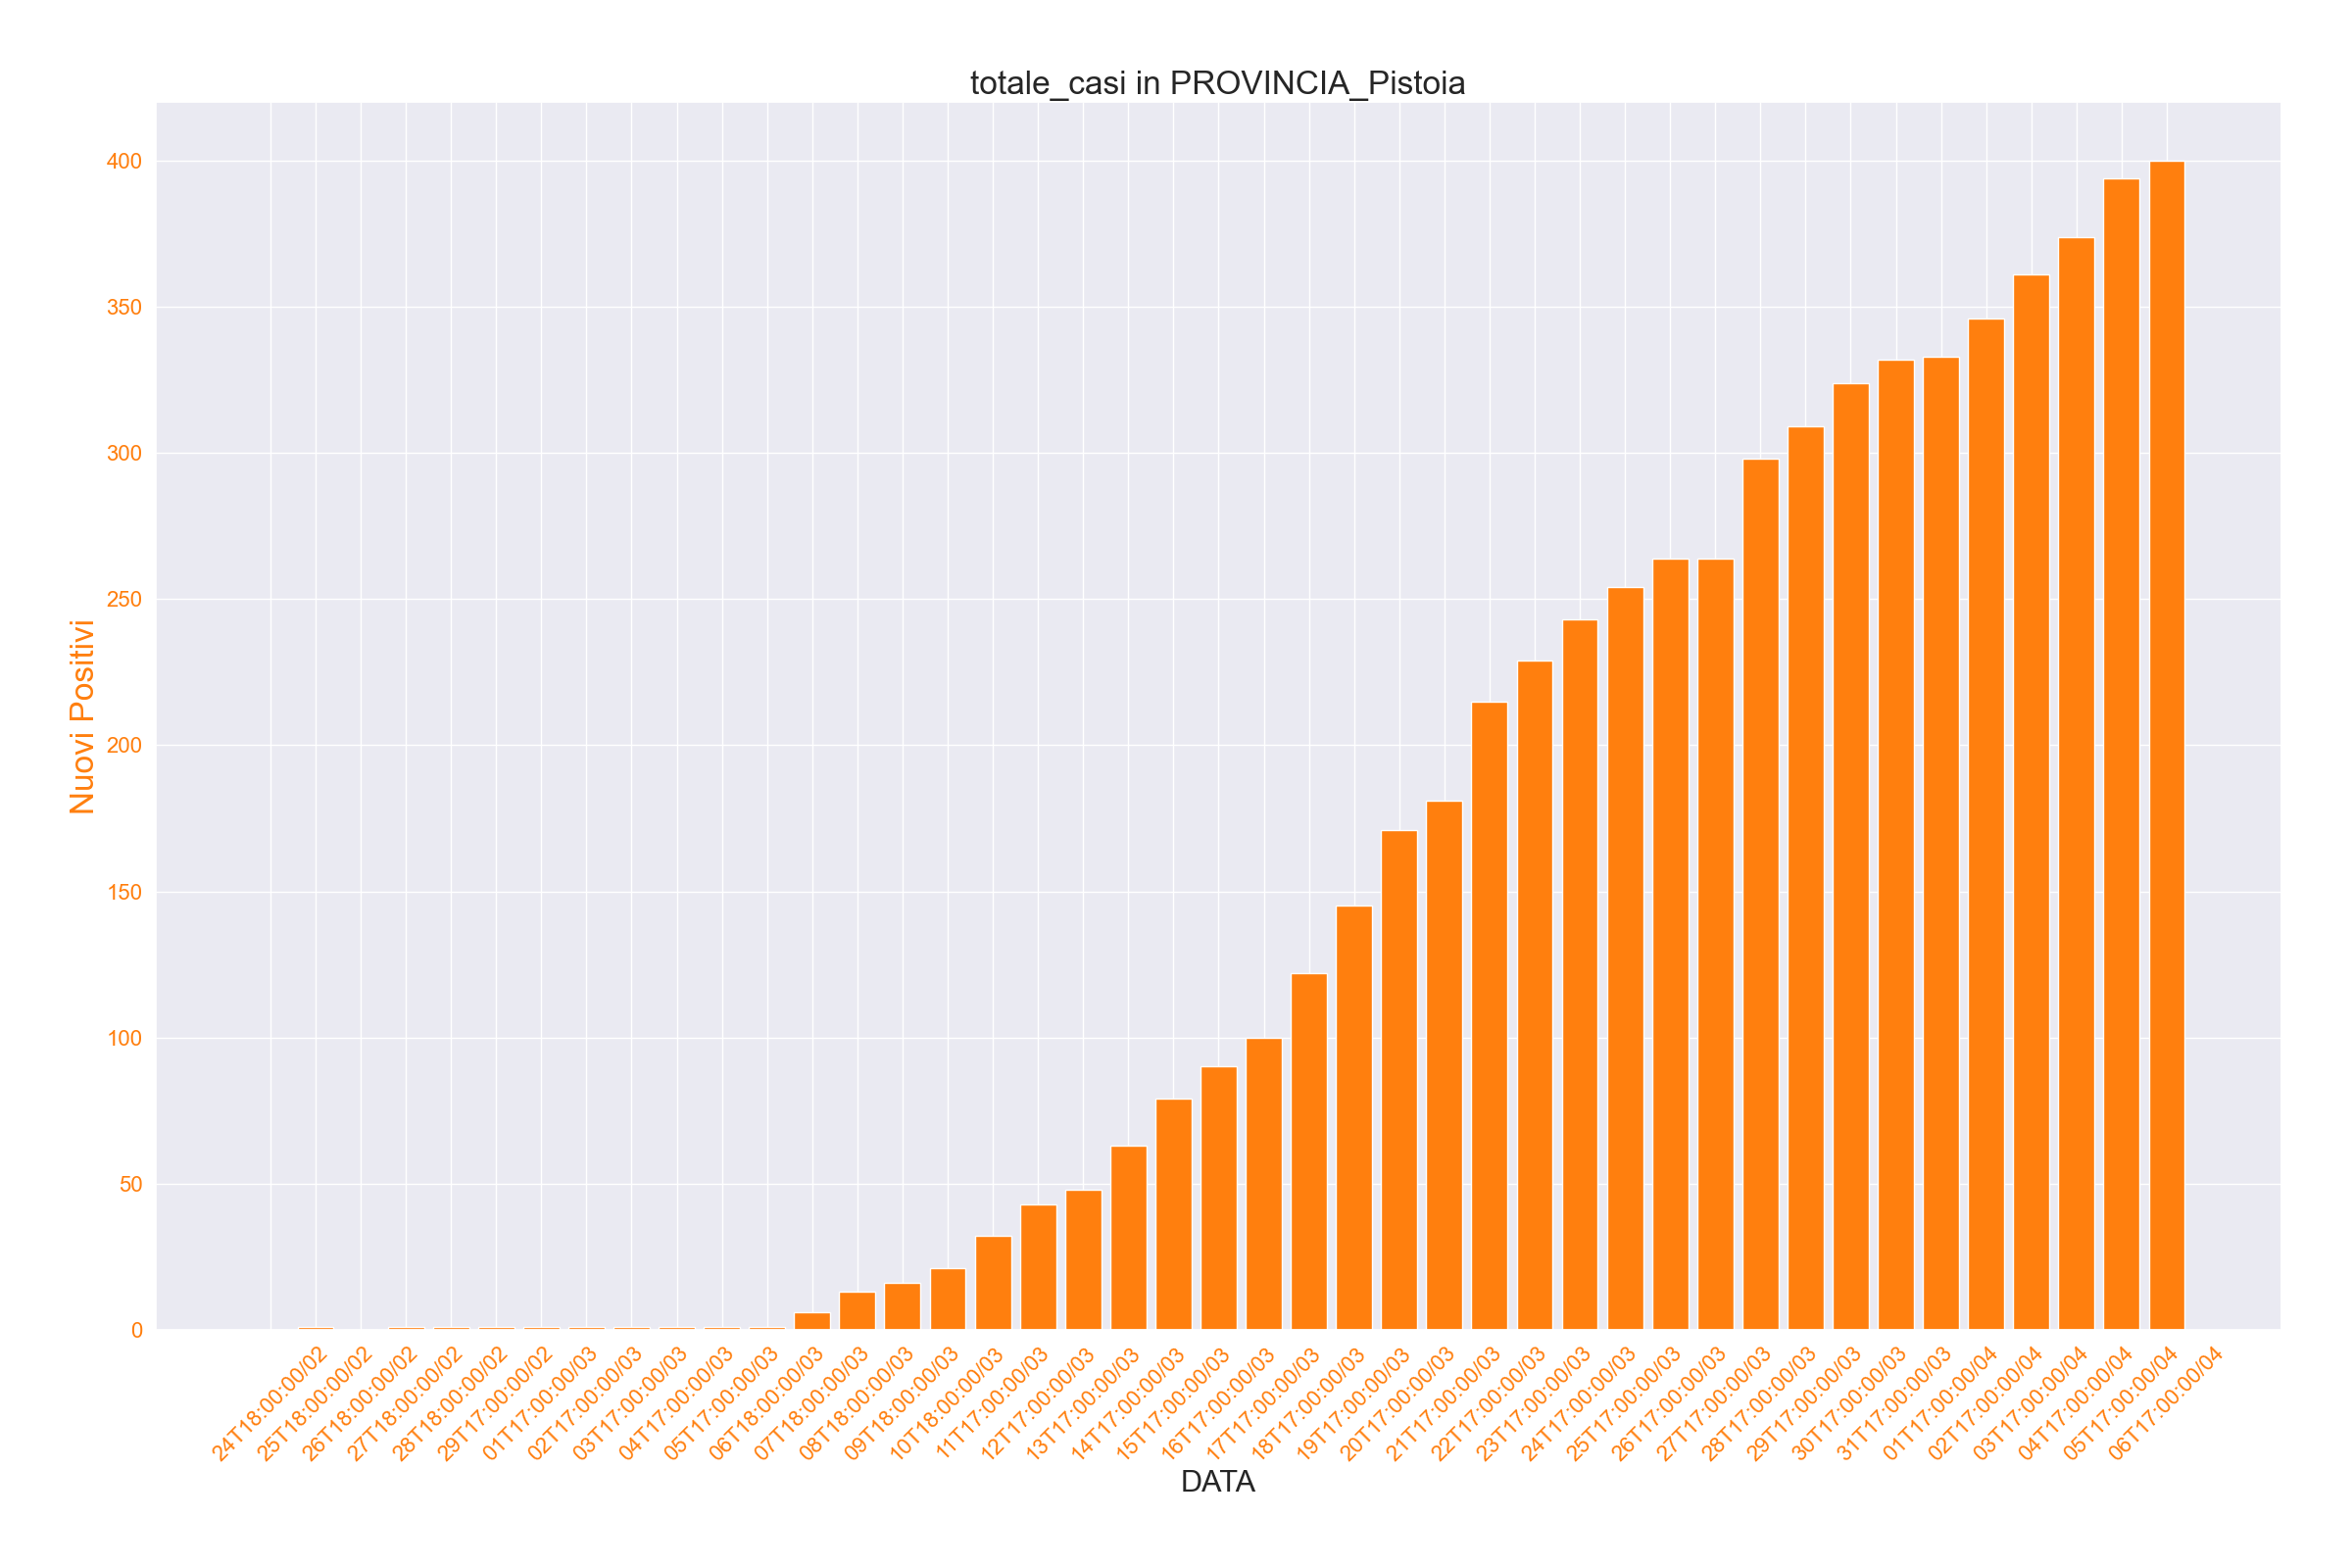 totale_casi in PROVINCIA_Pistoia
400
350
300
250
200
150
100
50
0
Nuovi Positivi
24T18:00:00/02
25T18:00:00/02
26T18:00:00/02
27T18:00:00/02
28T18:00:00/02
29T17:00:00/02
01T17:00:00/03
02T17:00:00/03
03T17:00:00/03
04T17:00:00/03
05T17:00:00/03
06T18:00:00/03
07T18:00:00/03
08T18:00:00/03
09T18:00:00/03
10T18:00:00/03
11T17:00:00/03
12T17:00:00/03
13T17:00:00/03
14T17:00:00/03
15T17:00:00/03
16T17:00:00/03
17T17:00:00/03
18T17:00:00/03
19T17:00:00/03
20T17:00:00/03
21T17:00:00/03
22T17:00:00/03
23T17:00:00/03
24T17:00:00/03
25T17:00:00/03
26T17:00:00/03
27T17:00:00/03
28T17:00:00/03
29T17:00:00/03
30T17:00:00/03
31T17:00:00/03
01T17:00:00/04
02T17:00:00/04
03T17:00:00/04
04T17:00:00/04
05T17:00:00/04
06T17:00:00/04
DATA